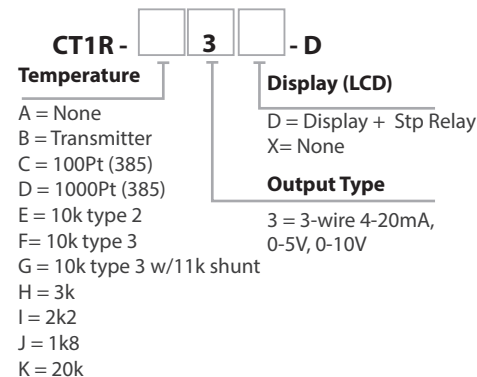 CT1R - 3 - D
Temperature
A = None
B = Transmitter
C = 100Pt (385)
D = 1000Pt (385)
E = 10k type 2
F= 10k type 3
G = 10k type 3 w/11k shunt
H = 3k
I = 2k2
J = 1k8
K = 20k
Display (LCD)
D = Display + Stp Relay
X= None
Output Type
3 = 3-wire 4-20mA,
0-5V, 0-10V